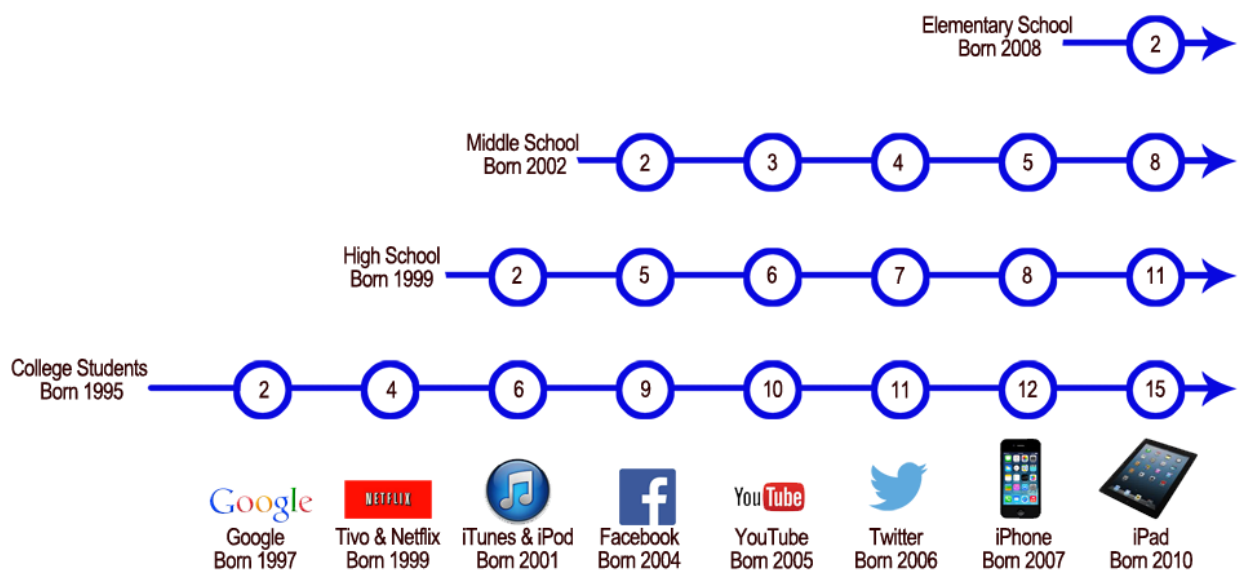 Elementary School
Born 2008
2
Middle School
Born 2002
2 3 4 5 8
High School
Born 1999
2 5 6 7 8 11
College Students
Born 1995
2 4 6 9 10 11 12 15
Google NETFLIX f You Tube
Google Tivo & Netflix iTunes & iPod Facebook YouTube Twitter iPhone iPad
Born 1997 Born 1999 Born 2001 Born 2004 Born 2005 Born 2006 Born 2007 Born 2010